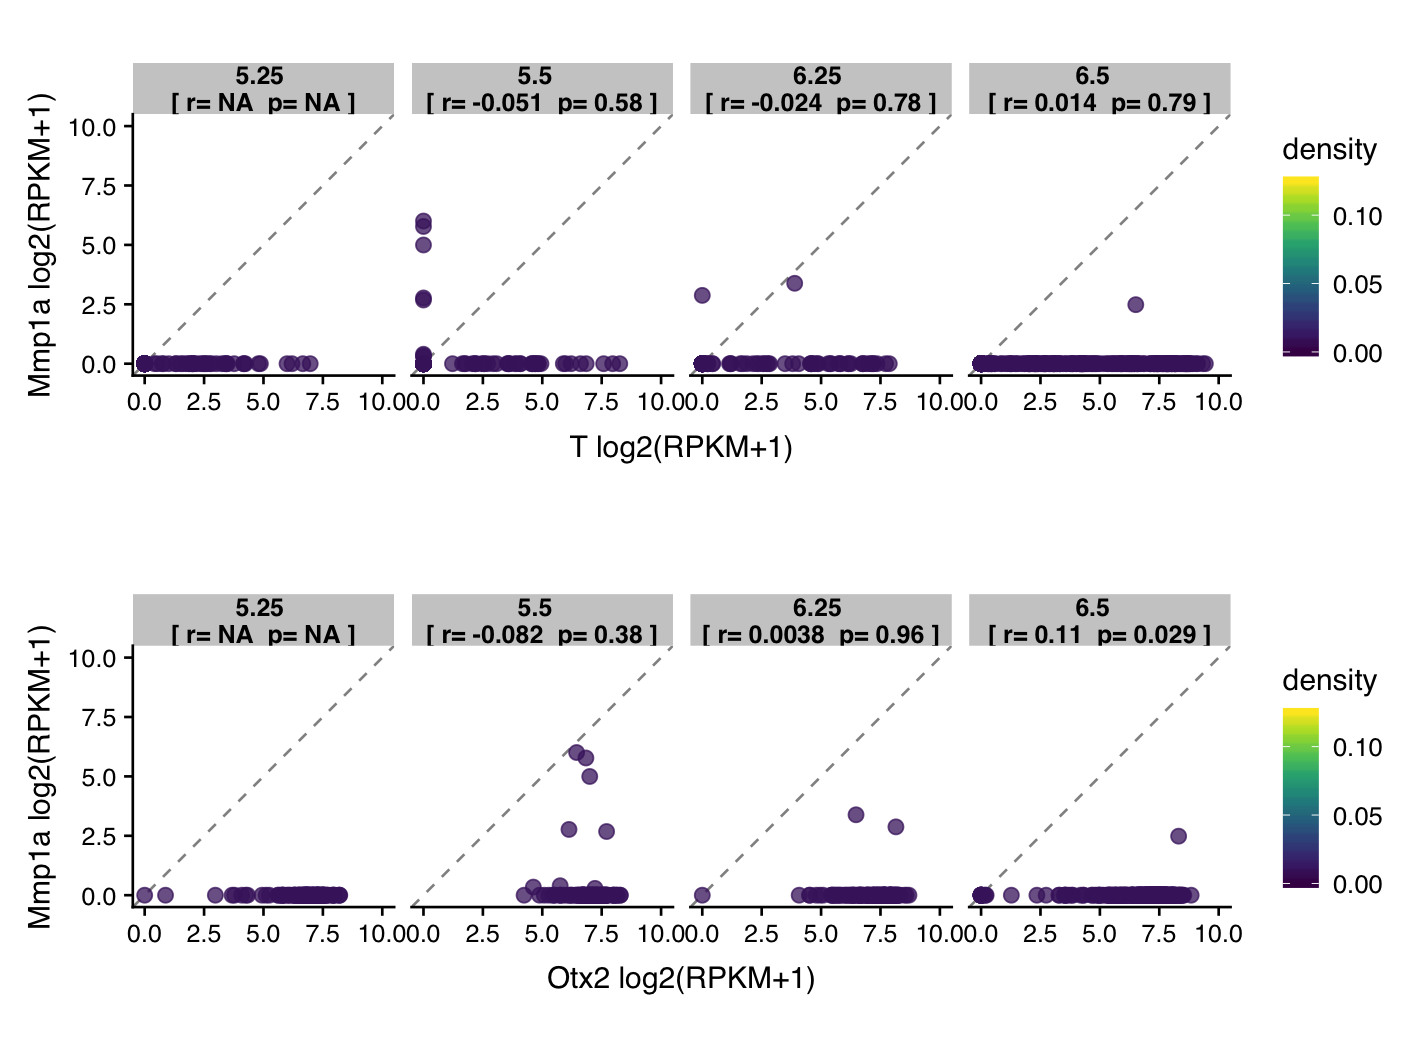 5.25
[ r= NA  p= NA ]
5.5
[ r= -0.051  p= 0.58 ]
6.25
[ r= -0.024  p= 0.78 ]
6.5
[ r= 0.014  p= 0.79 ]
Mmp1a log2(RPKM+1)
10.0
7.5
5.0
2.5
0.0
0.0 2.5 5.0 7.5 10.0
0.0 2.5 5.0 7.5 10.0
0.0 2.5 5.0 7.5 10.0
0.0 2.5 5.0 7.5 10.0
T log2(RPKM+1)
density
0.10
0.05
0.00
5.25
[ r= NA  p= NA ]
5.5
[ r= -0.082  p= 0.38 ]
6.25
[ r= 0.0038  p= 0.96 ]
6.5
[ r= 0.11  p= 0.029 ]
Mmp1a log2(RPKM+1)
10.0
7.5
5.0
2.5
0.0
0.0 2.5 5.0 7.5 10.0
0.0 2.5 5.0 7.5 10.0
0.0 2.5 5.0 7.5 10.0
0.0 2.5 5.0 7.5 10.0
Otx2 log2(RPKM+1)
density
0.10
0.05
0.00